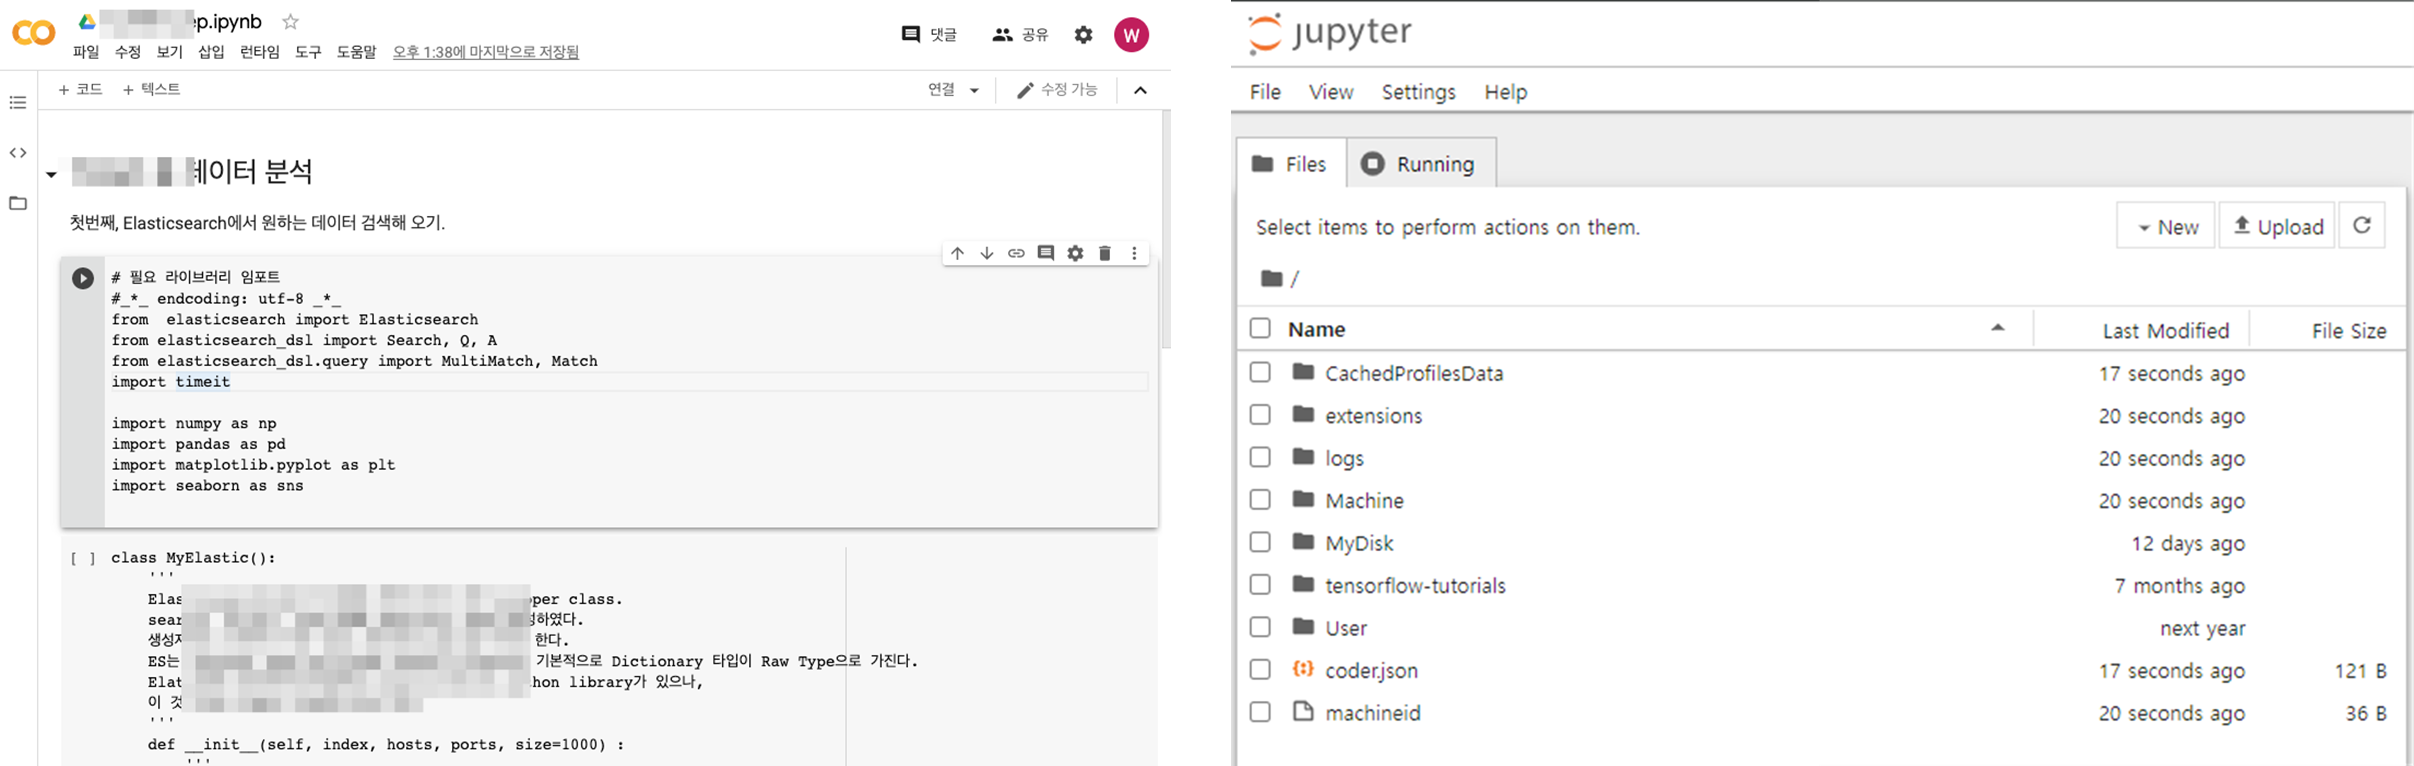 ep.ipynb
파일 수정 보기 삽입 런타임 도구 도움말 오후 1:38에 마지막으로 저장됨
댓글 공유 W
+ 코드 + 텍스트
연결 수정 가능
데이터 분석
첫번째, Elasticsearch에서 원하는 데이터 검색해 오기.
# 필요 라이브러리 임포트
#_*_ endcoding: utf-8 _*_
from  elasticsearch import Elasticsearch
from elasticsearch_dsl import Search, Q, A
from elasticsearch_dsl.query import MultiMatch, Match
import timeit
import numpy as np
import pandas as pd
import matplotlib.pyplot as plt
import seaborn as sns
[ ] class MyElastic():
'''
Elas per class.
sear 하였다.
생성자 한다.
ES는 기본적으로 Dictionary 타입이 Raw Type으로 가진다.
Elat hon library가 있으나,
이 것
'''
def __init__(self, index, hosts, ports, size=1000) :
'''
jupyter
File View Settings Help
Files Running
Select items to perform actions on them.
New Upload
/
Name Last Modified File Size
CachedProfilesData 17 seconds ago
extensions 20 seconds ago
logs 20 seconds ago
Machine 20 seconds ago
MyDisk 12 days ago
tensorflow-tutorials 7 months ago
User next year
coder.json 17 seconds ago 121 B
machineid 20 seconds ago 36 B